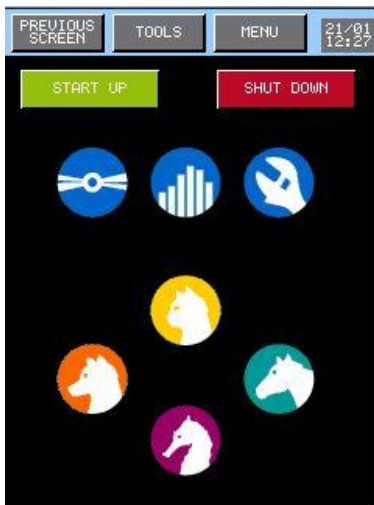 PREVIOUS
SCREEN
TOOLS
MENU
21/01
12:27
START UP
SHUT DOWN